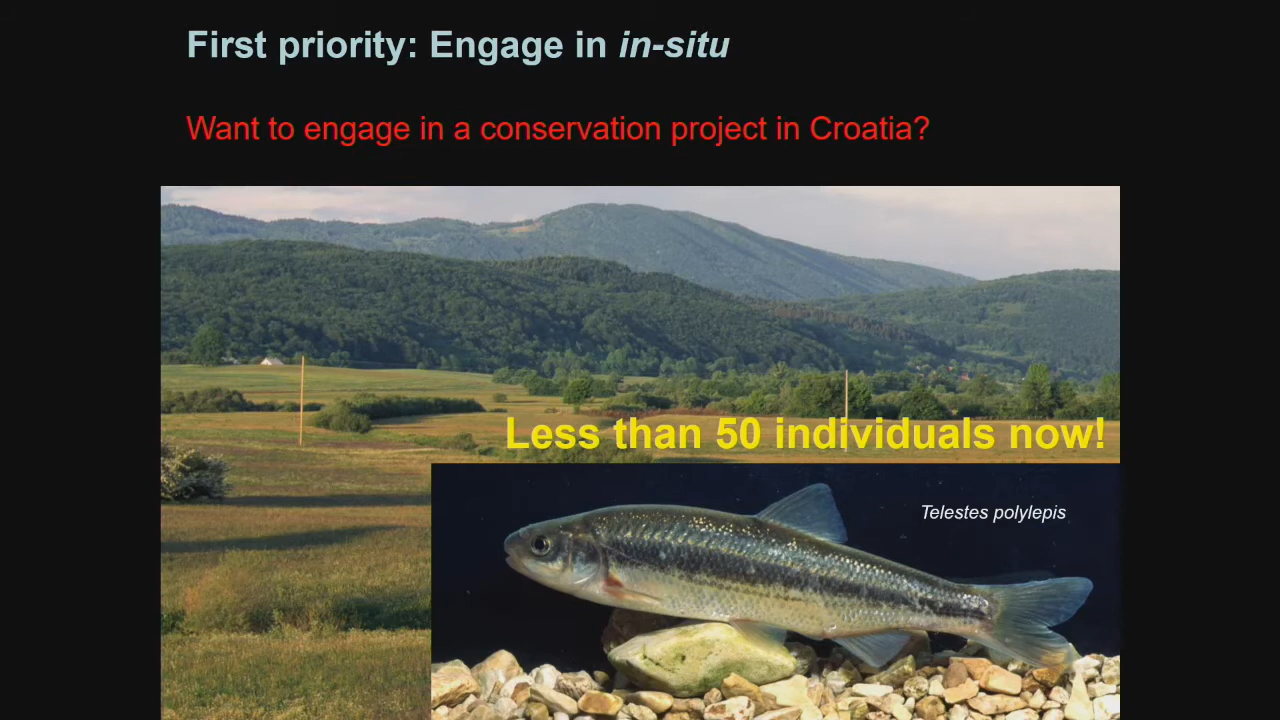 First priority: Engage in in-situ
Want to engage in a conservation project in Croatia?
Less than 50 individuals now!
Telestes polylepis